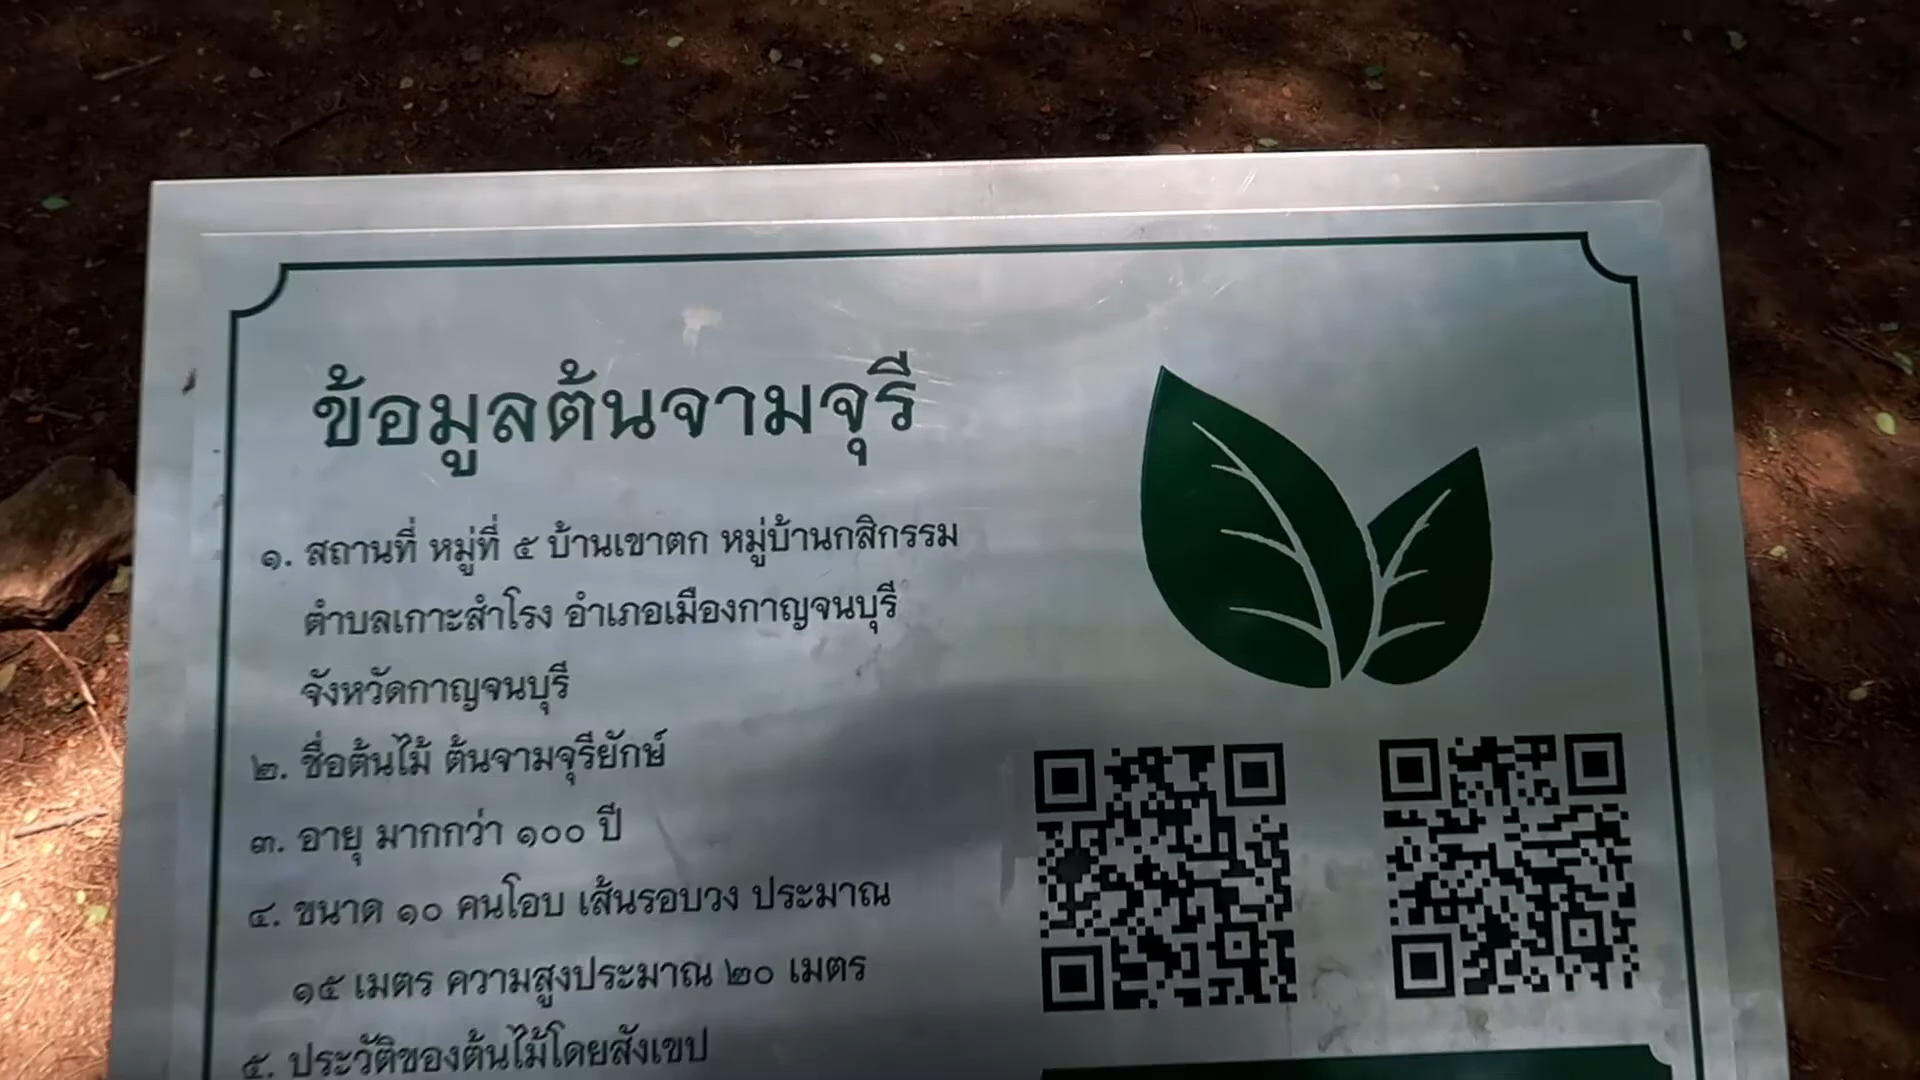 ข้อมูลต้นจามจุรี
๑. สถานที่ หมู่ที่ ๕ บ้านเขาตก หมู่บ้านกสิกรรม
ตำบลเกาะสำโรง อำเภอเมืองกาญจนบุรี
จังหวัดกาญจนบุรี
๒. ชื่อต้นไม้ ต้นจามจุรียักษ์
๓. อายุ มากกว่า ๑๐๐ ปี
๔. ขนาด ๑๐ คนโอบ เส้นรอบวง ประมาณ
๑๕ เมตร ความสูงประมาณ ๒๐ เมตร
๕. ประวัติของต้นไม้โดยสังเขป